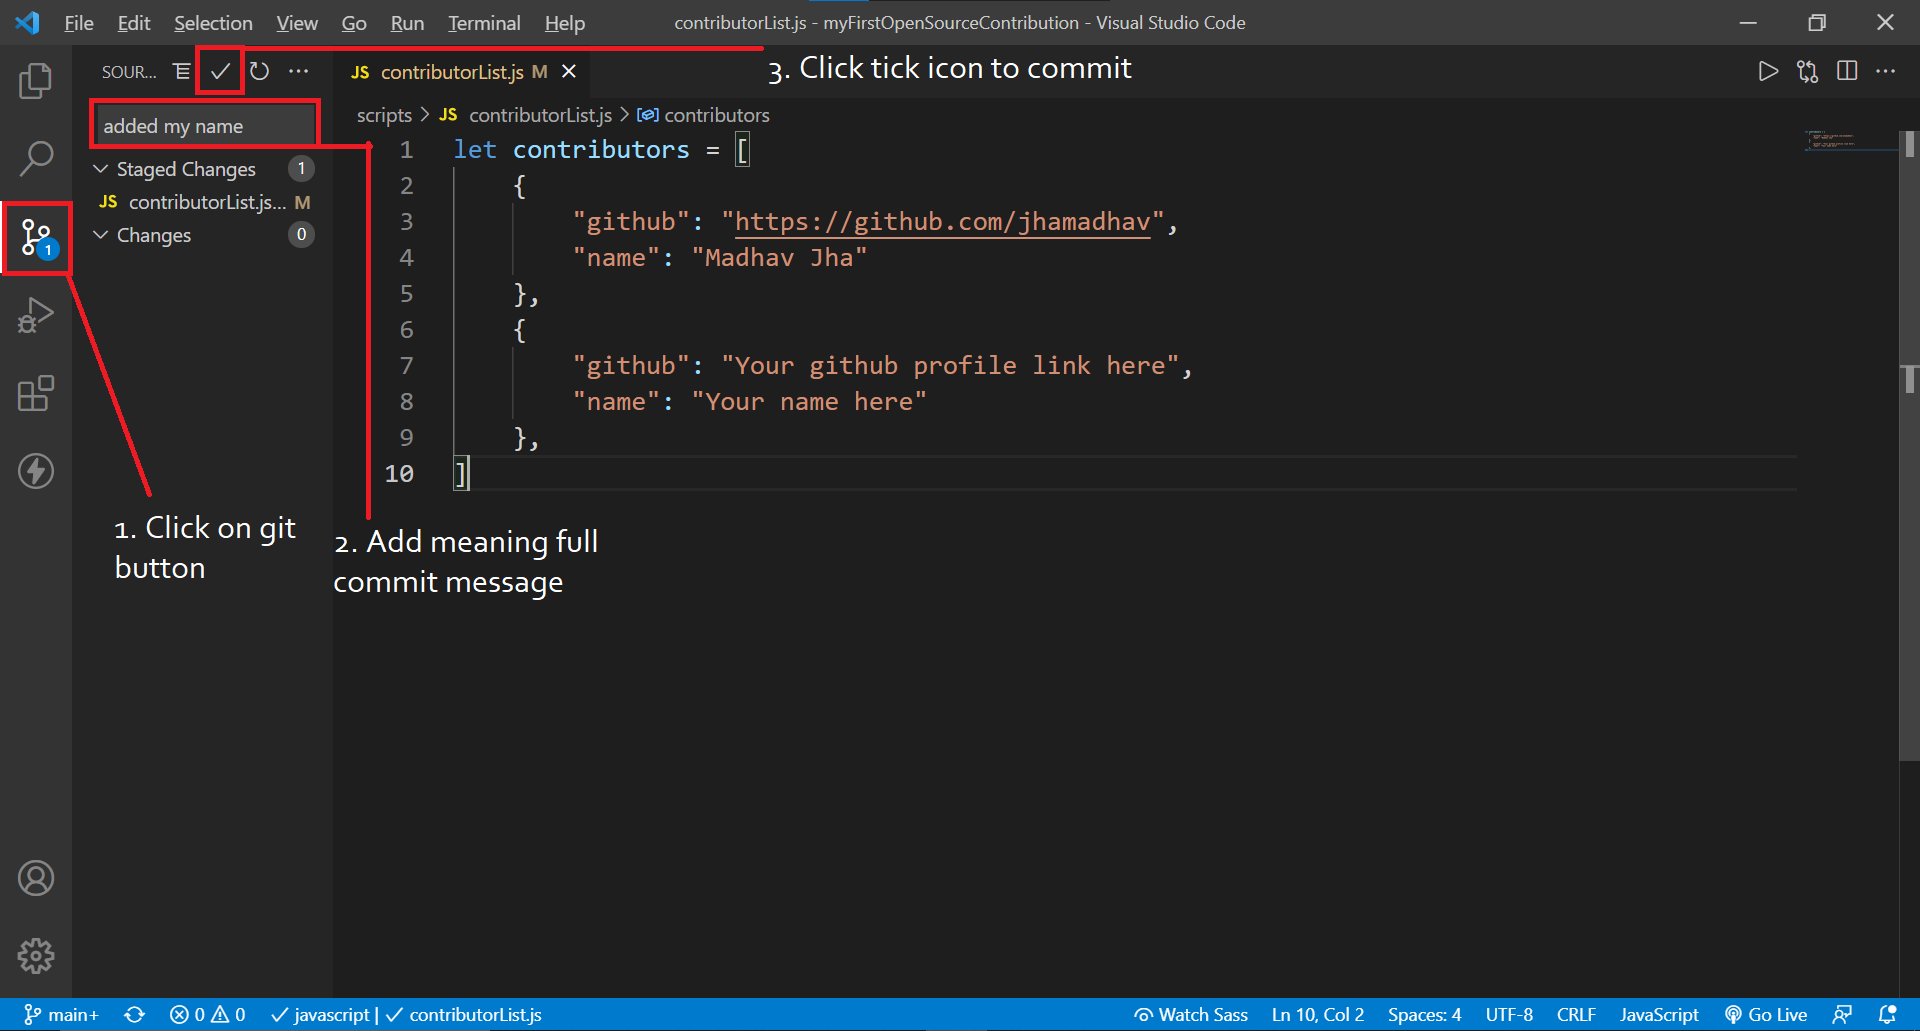 File Edit Selection View Go Run Terminal Help contributorList.js - myFirstOpenSourceContribution - Visual Studio Code
SOUR...
JS contributorList.js M
3. Click tick icon to commit
added my name
scripts > JS contributorList.js > contributors
Staged Changes 1
JS contributorList.js... M
Changes 0
1
1 let contributors = [
2 {
3 "github": "https://github.com/jhamadhav",
4 "name": "Madhav Jha"
5 },
6 {
7 "github": "Your github profile link here",
8 "name": "Your name here"
9 },
10 ]
1. Click on git
button
2. Add meaning full
commit message
main+ 0 0 javascript | contributorList.js Watch Sass Ln 10, Col 2 Spaces: 4 UTF-8 CRLF JavaScript Go Live